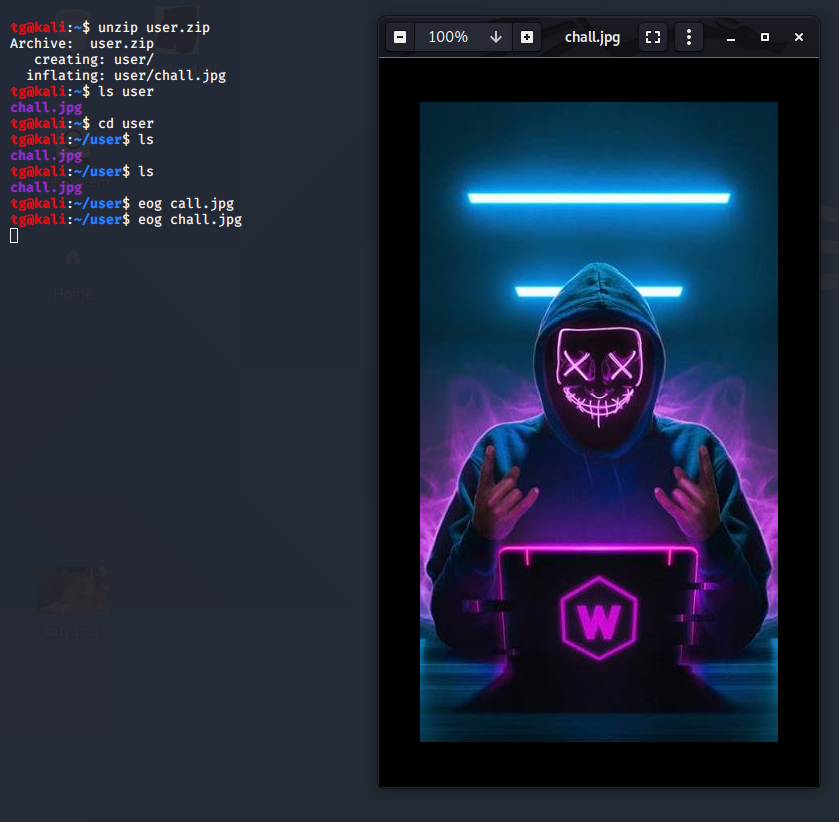 tg@kali:~$ unzip user.zip
Archive:  user.zip
   creating: user/
  inflating: user/chall.jpg
tg@kali:~$ ls user
chall.jpg
tg@kali:~$ cd user
tg@kali:~/user$ ls
chall.jpg
tg@kali:~/user$ ls
chall.jpg
tg@kali:~/user$ eog call.jpg
tg@kali:~/user$ eog chall.jpg
Home
100%
chall.jpg
W